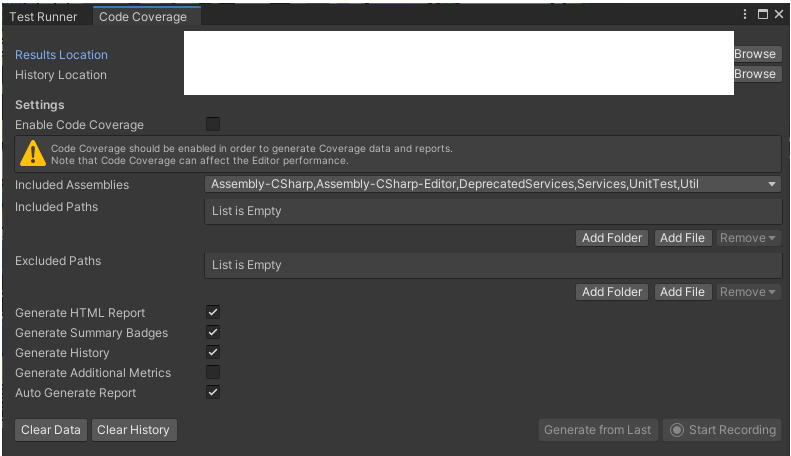 Test Runner
Code Coverage
Results Location
Browse
History Location
Browse
Settings
Enable Code Coverage
Code Coverage should be enabled in order to generate Coverage data and reports.
Note that Code Coverage can affect the Editor performance.
Included Assemblies
Assembly-CSharp,Assembly-CSharp-Editor,DeprecatedServices,Services,UnitTest,Util
Included Paths
List is Empty
Add Folder
Add File
Remove
Excluded Paths
List is Empty
Add Folder
Add File
Remove
Generate HTML Report
Generate Summary Badges
Generate History
Generate Additional Metrics
Auto Generate Report
Clear Data
Clear History
Generate from Last
Start Recording